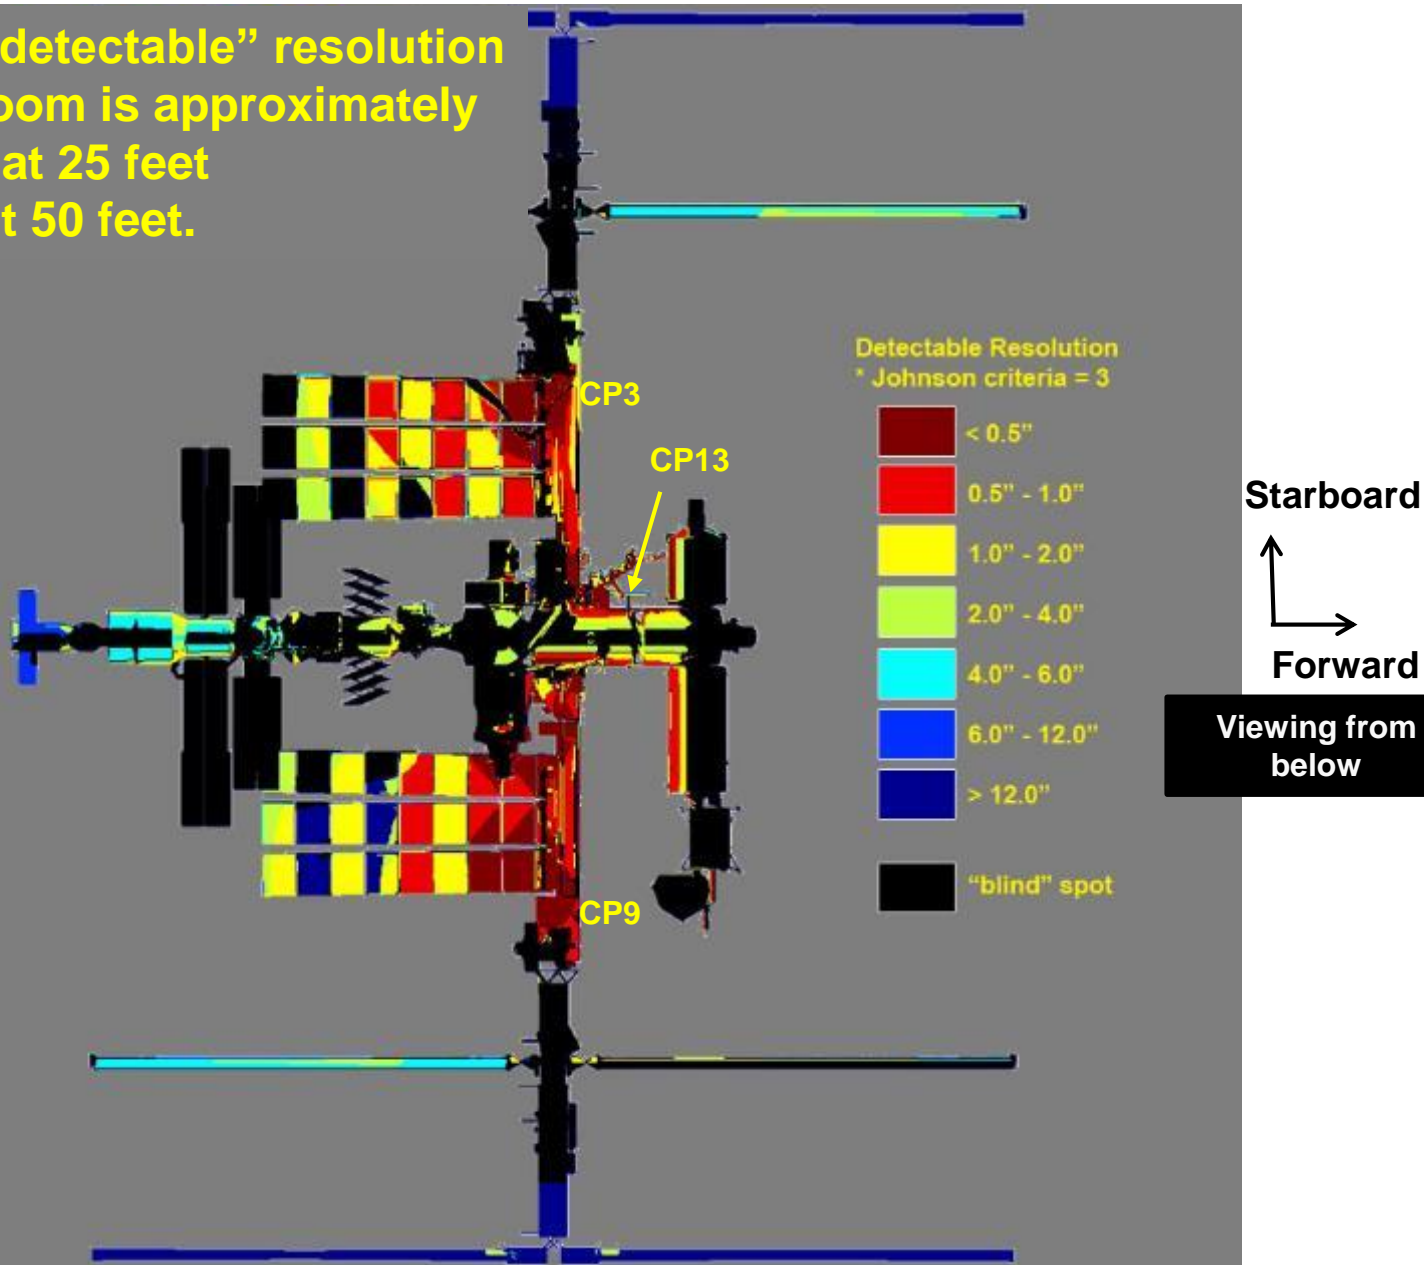 detectable” resolution
oom is approximately
at 25 feet
t 50 feet.
CP3
CP13
CP9
Detectable Resolution
* Johnson criteria = 3
< 0.5”
0.5” - 1.0”
1.0” - 2.0”
2.0” - 4.0”
4.0” - 6.0”
6.0” - 12.0”
> 12.0”
“blind” spot
Starboard
Forward
Viewing from
below